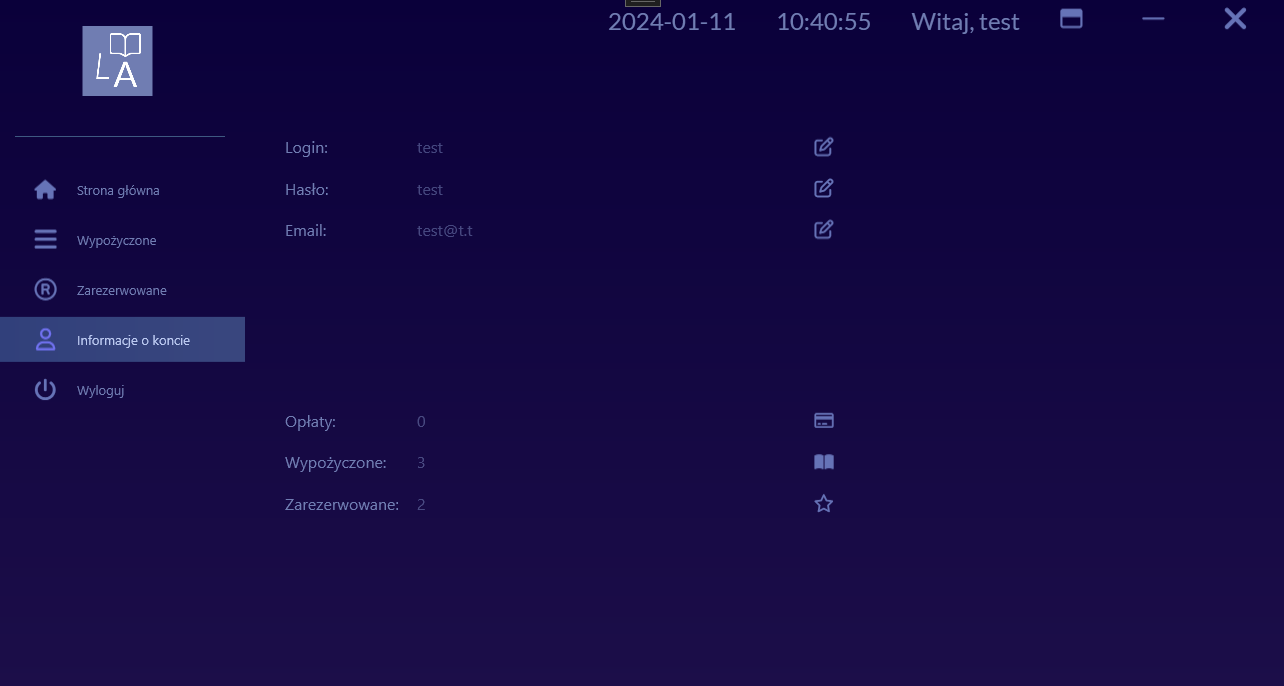 2024-01-11 10:40:55 Witaj, test
LA
Login: test
Hasło: test
Email: test@t.t
Strona główna
Wypożyczone
Zarezerwowane
Informacje o koncie
Wyloguj
Opłaty: 0
Wypożyczone: 3
Zarezerwowane: 2